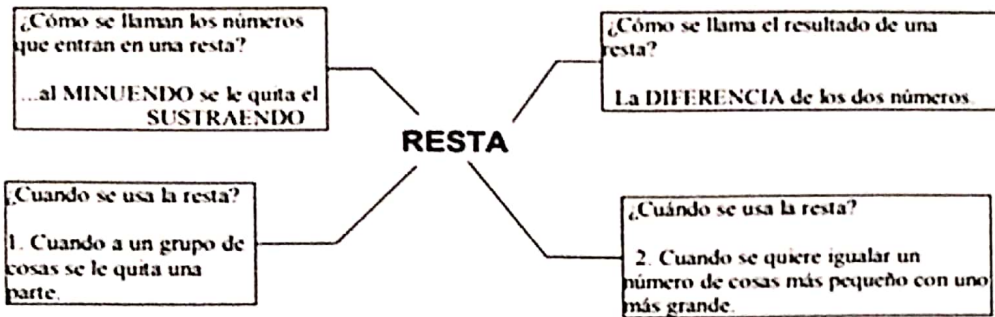 ¿Cómo se llaman los números
que entran en una resta?
...al MINUENDO se le quita el
SUSTRAENDO
¿Cómo se llama el resultado de una
resta?
La DIFERENCIA de los dos números.
RESTA
¿Cuando se usa la resta?
1. Cuando a un grupo de
cosas se le quita una
parte.
¿Cuándo se usa la resta?
2. Cuando se quiere igualar un
número de cosas más pequeño con uno
más grande.